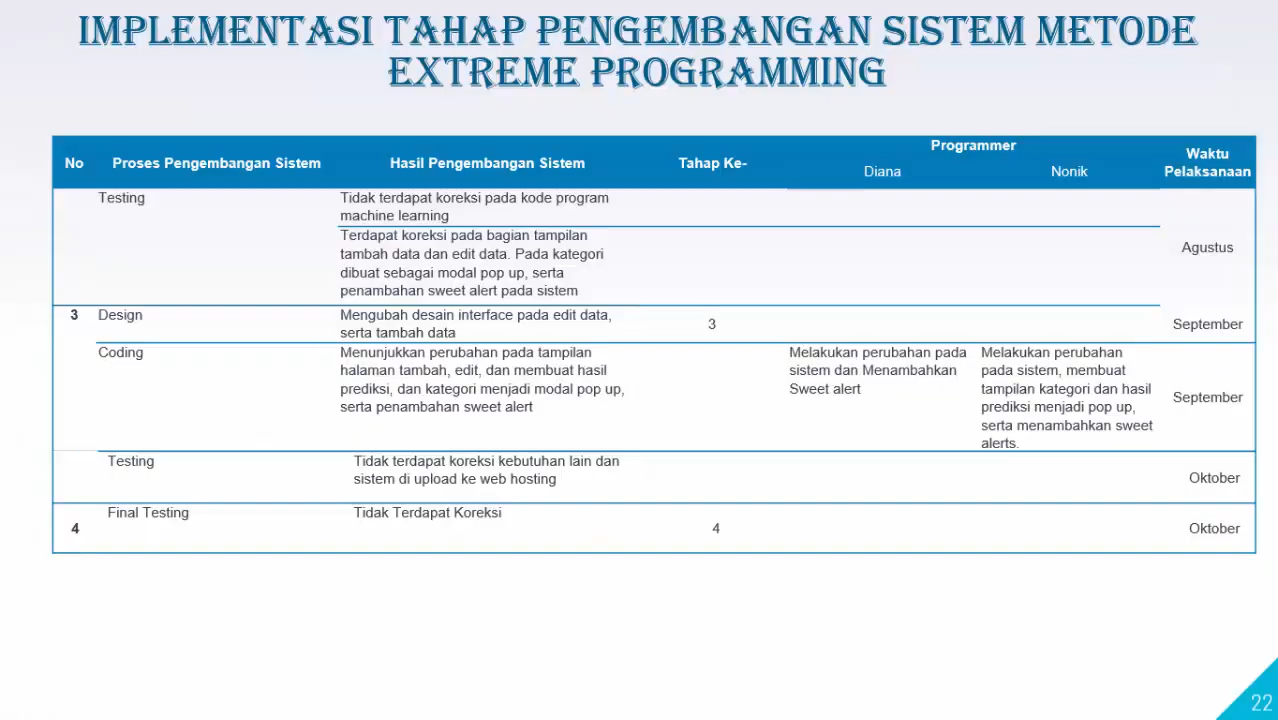 IMPLEMENTASI TAHAP PENGEMBANGAN SISTEM METODE
EXTREME PROGRAMMING
No Proses Pengembangan Sistem Hasil Pengembangan Sistem Tahap Ke- Programmer Waktu
Diana Nonik Pelaksanaan
Testing Tidak terdapat koreksi pada kode program
machine learning
Terdapat koreksi pada bagian tampilan
tambah data dan edit data. Pada kategori
Agustus
dibuat sebagai modal pop up, serta
penambahan sweet alert pada sistem
3 Design Mengubah desain interface pada edit data,
serta tambah data
3 September
Coding Menunjukkan perubahan pada tampilan
halaman tambah, edit, dan membuat hasil
prediksi, dan kategori menjadi modal pop up,
serta penambahan sweet alert
Melakukan perubahan pada
sistem dan Menambahkan
Sweet alert
Melakukan perubahan
pada sistem, membuat
tampilan kategori dan hasil
prediksi menjadi pop up,
serta menambahkan sweet
alerts.
September
Testing Tidak terdapat koreksi kebutuhan lain dan
sistem di upload ke web hosting
Oktober
Final Testing Tidak Terdapat Koreksi
4 4 Oktober
22